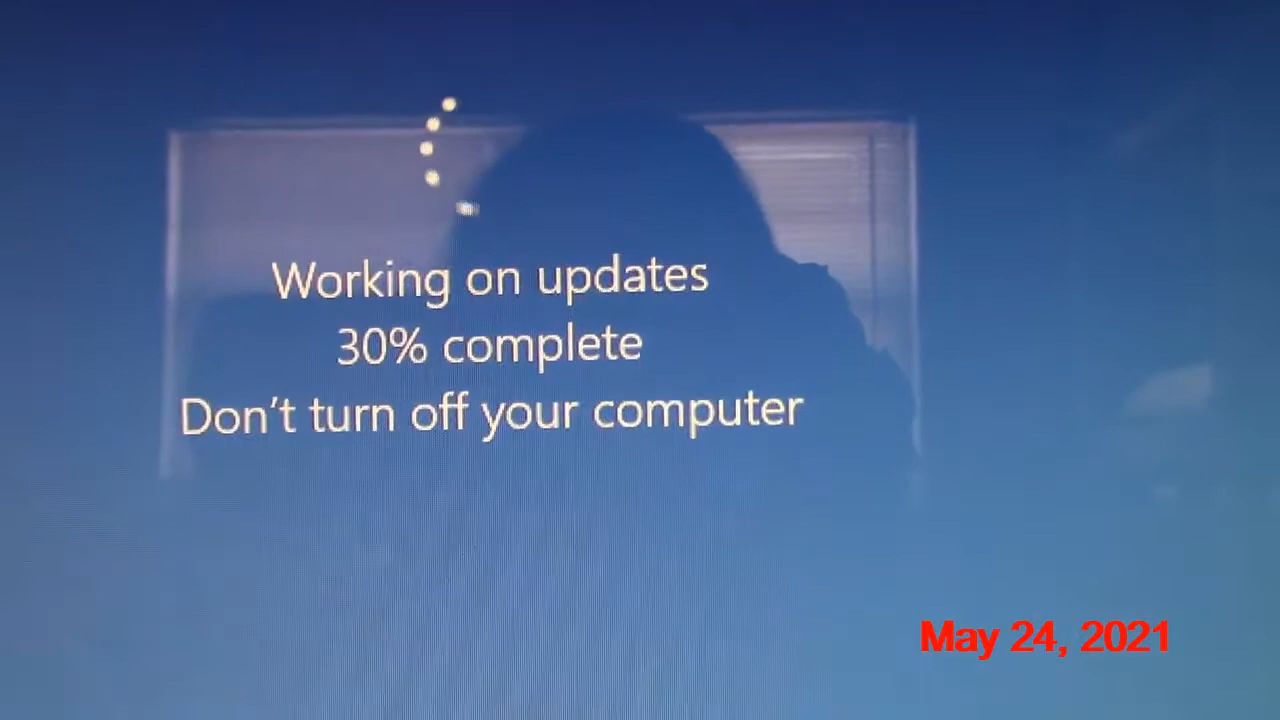 Working on updates
30% complete
Don't turn off your computer
May 24, 2021